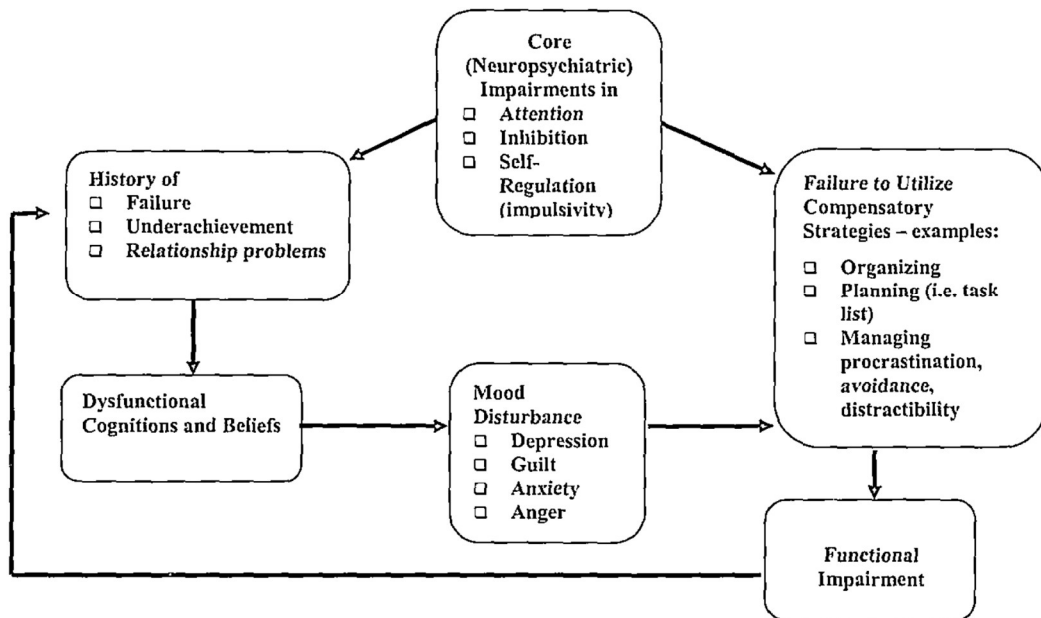 Core
(Neuropsychiatric)
Impairments in
❑ Attention
❑ Inhibition
❑ Self-
Regulation
(impulsivity)
History of
❑ Failure
❑ Underachievement
❑ Relationship problems
Failure to Utilize
Compensatory
Strategies – examples:
❑ Organizing
❑ Planning (i.e. task
list)
❑ Managing
procrastination,
avoidance,
distractibility
Dysfunctional
Cognitions and Beliefs
Mood
Disturbance
❑ Depression
❑ Guilt
❑ Anxiety
❑ Anger
Functional
Impairment